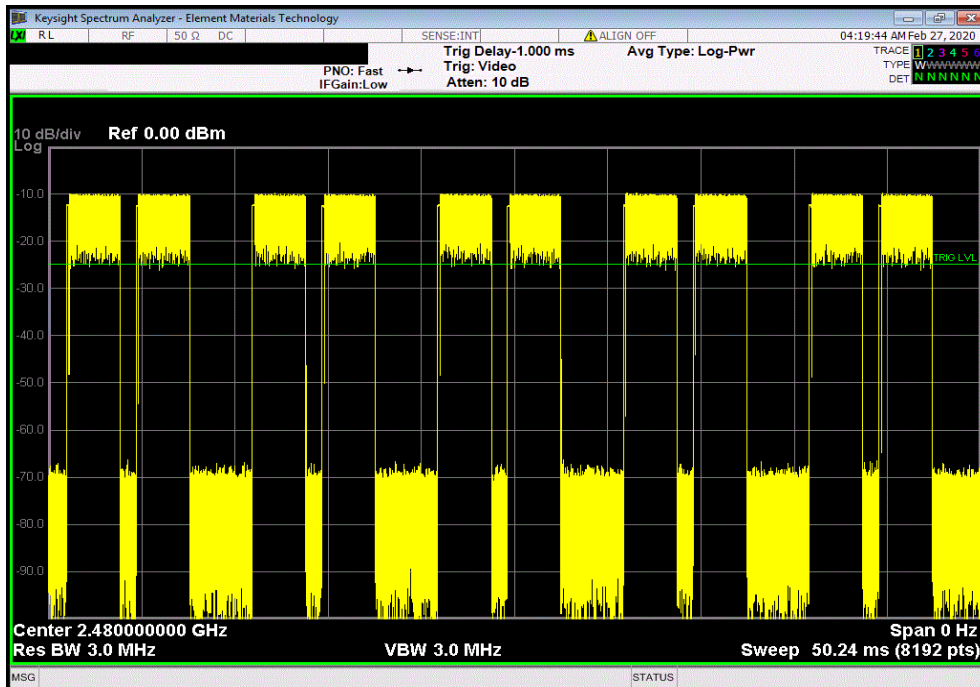 Keysight Spectrum Analyzer - Element Materials Technology
LXI RL RF 50 Ω DC SENSE:INT ALIGN OFF 04:19:44 AM Feb 27, 2020
Trig Delay-1.000 ms Avg Type: Log-Pwr TRACE 1 2 3 4 5 6
PNO: Fast Trig: Video TYPE WWWWWW
IFGain:Low Atten: 10 dB DET N N N N N N
10 dB/div Ref 0.00 dBm
Log
-10.0
-20.0
TRIG LVL
-30.0
-40.0
-50.0
-60.0
-70.0
-80.0
-90.0
Center 2.480000000 GHz Span 0 Hz
Res BW 3.0 MHz VBW 3.0 MHz Sweep 50.24 ms (8192 pts)
MSG STATUS